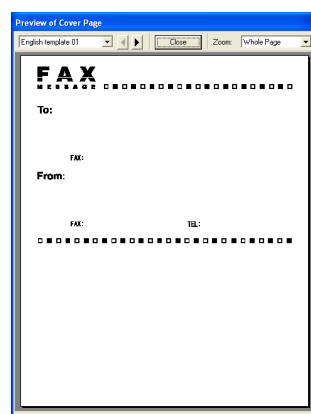 Preview of Cover Page
English template 01 Close Zoom: Whole Page
FAX
MESSAGE
To:
FAX:
From:
FAX: TEL: